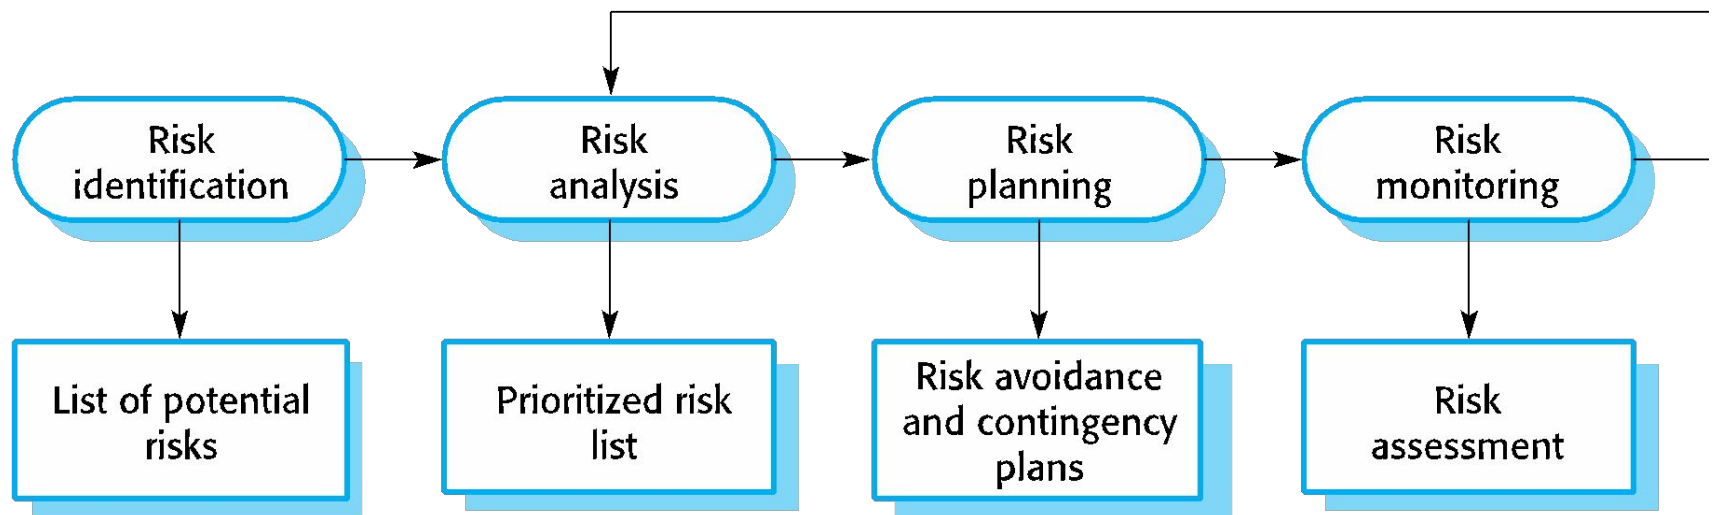 Risk
identification
Risk
analysis
Risk
planning
Risk
monitoring
List of potential
risks
Prioritized risk
list
Risk avoidance
and contingency
plans
Risk
assessment